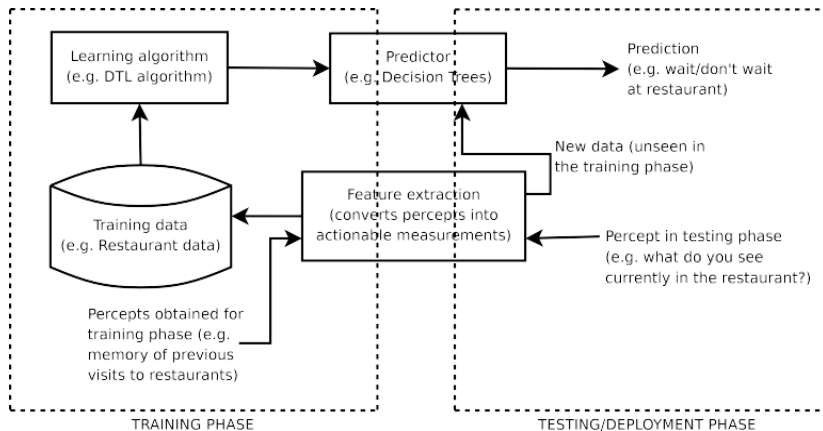 Learning algorithm
(e.g. DTL algorithm)
Predictor
(e.g. Decision Trees)
Prediction
(e.g. wait/don't wait
at restaurant)
New data (unseen in
the training phase)
Training data
(e.g. Restaurant data)
Feature extraction
(converts percepts into
actionable measurements)
Percept in testing phase
(e.g. what do you see
currently in the restaurant?)
Percepts obtained for
training phase (e.g.
memory of previous
visits to restaurants)
TRAINING PHASE
TESTING/DEPLOYMENT PHASE